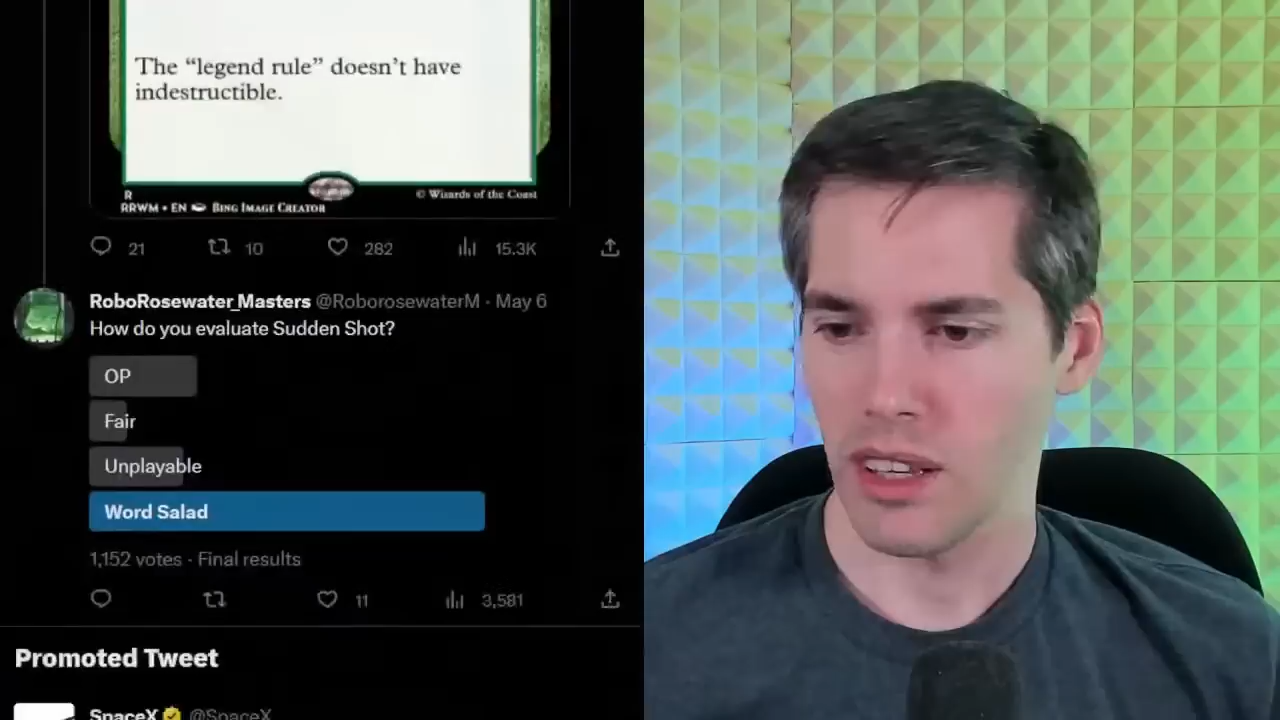 The “legend rule” doesn’t have
indestructible.
R
© Wizards of the Coast
RRWM • EN Bing Image Creator
21 10 282 15.3K
RoboRosewater_Masters @RoborosewaterM · May 6
How do you evaluate Sudden Shot?
OP
Fair
Unplayable
Word Salad
1,152 votes · Final results
11 3,581
Promoted Tweet
SpaceX @SpaceX